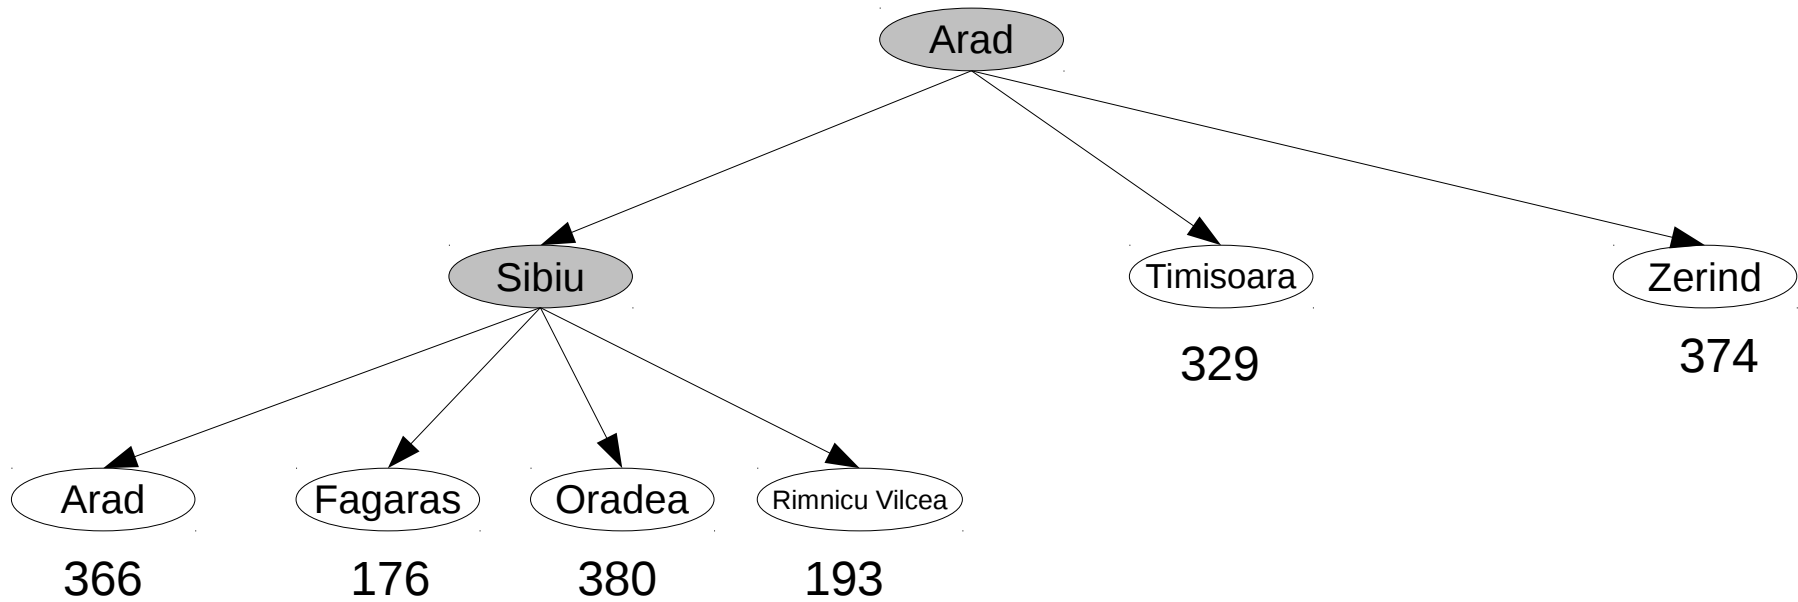 Arad
Sibiu
Timisoara
Zerind
329
374
Arad
Fagaras
Oradea
Rimnicu Vilcea
366
176
380
193